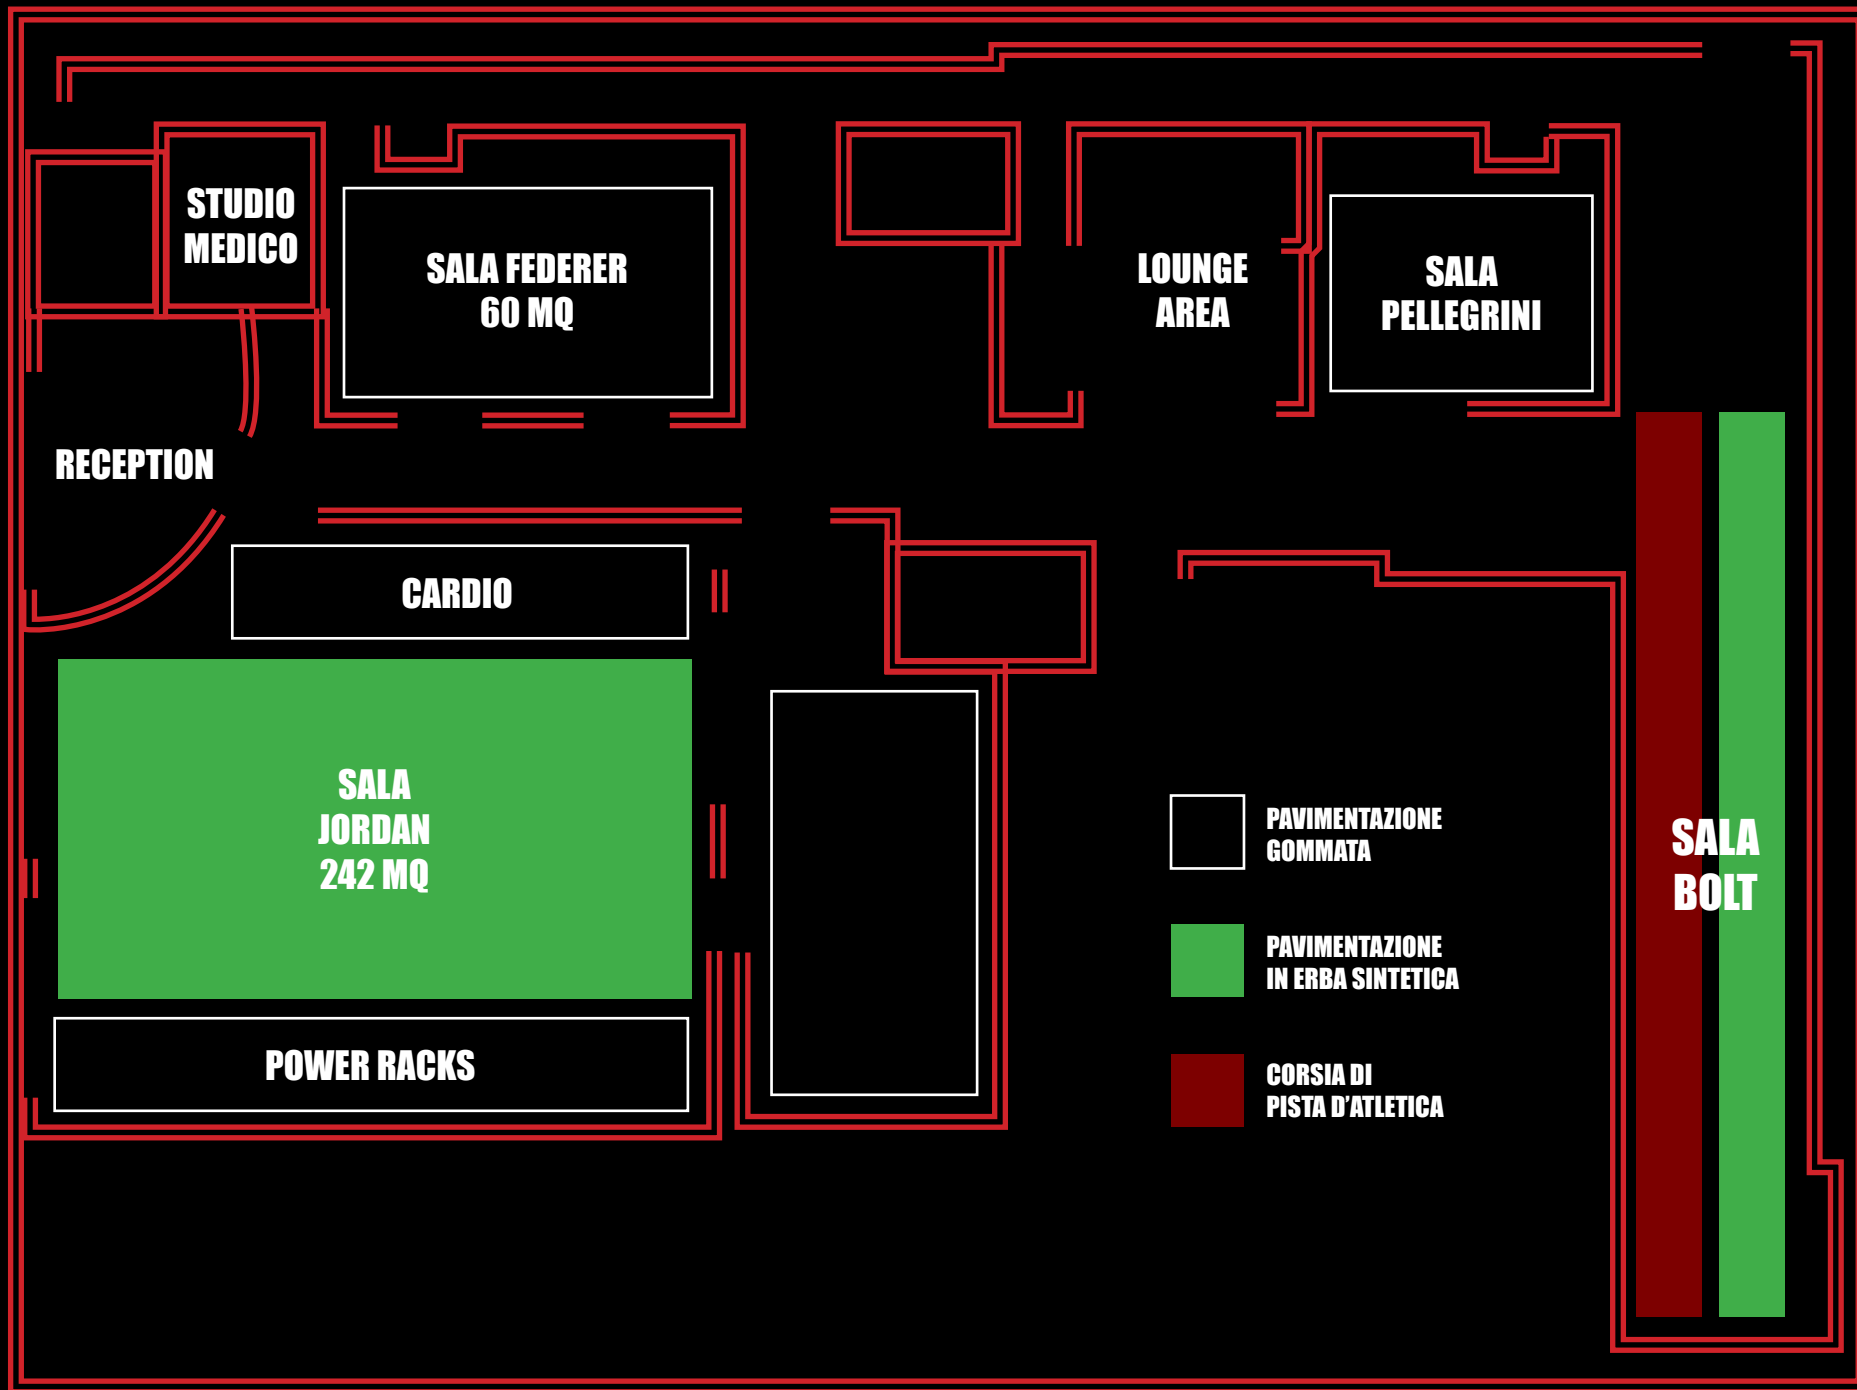 STUDIO
MEDICO
SALA FEDERER
60 MQ
LOUNGE
AREA
SALA
PELLEGRINI
RECEPTION
CARDIO
SALA
JORDAN
242 MQ
POWER RACKS
PAVIMENTAZIONE
GOMMATA
PAVIMENTAZIONE
IN ERBA SINTETICA
CORSIA DI
PISTA D'ATLETICA
SALA
BOLT